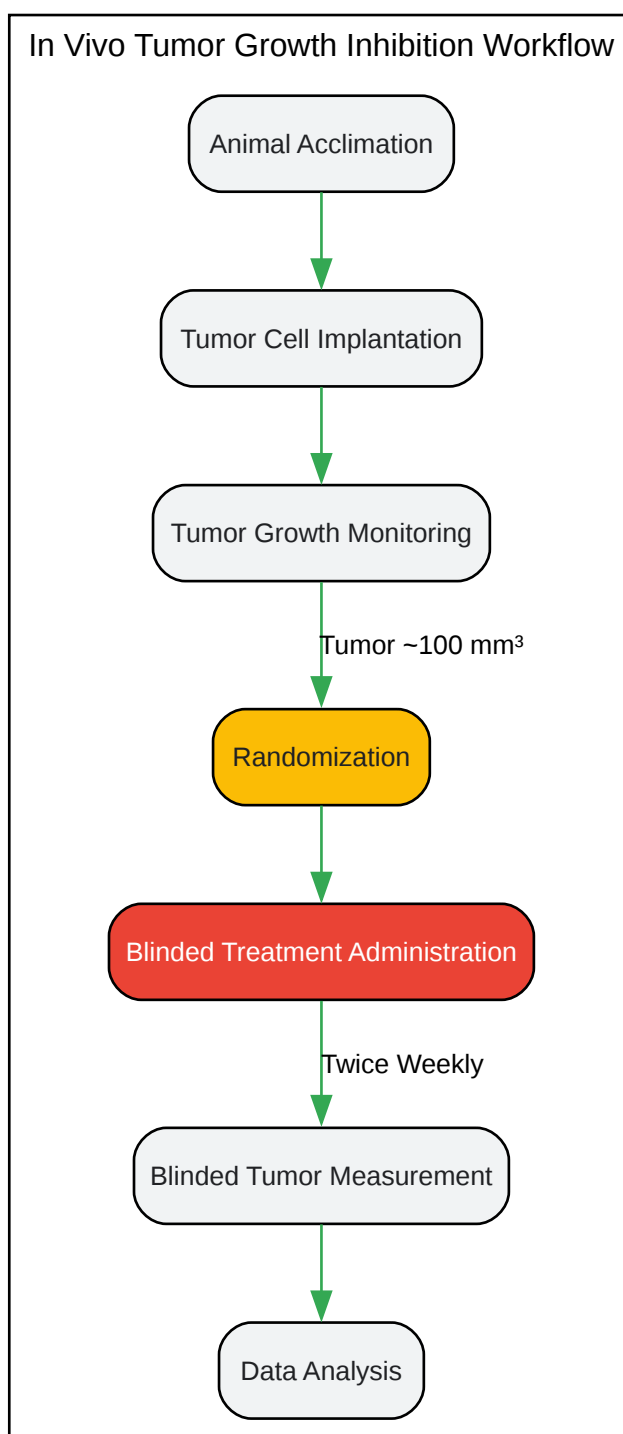 In Vivo Tumor Growth Inhibition Workflow
Animal Acclimation
Tumor Cell Implantation
Tumor Growth Monitoring
Tumor ~100 mm³
Randomization
Blinded Treatment Administration
Twice Weekly
Blinded Tumor Measurement
Data Analysis